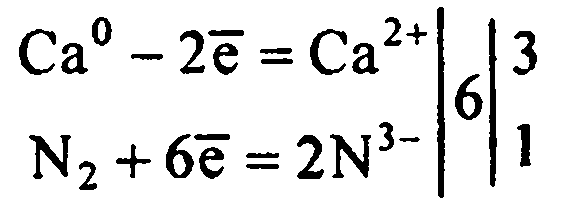 Ca⁰ − 2e̅ = Ca²⁺ | 6 | 3
N₂ + 6e̅ = 2N³⁻ | | 1